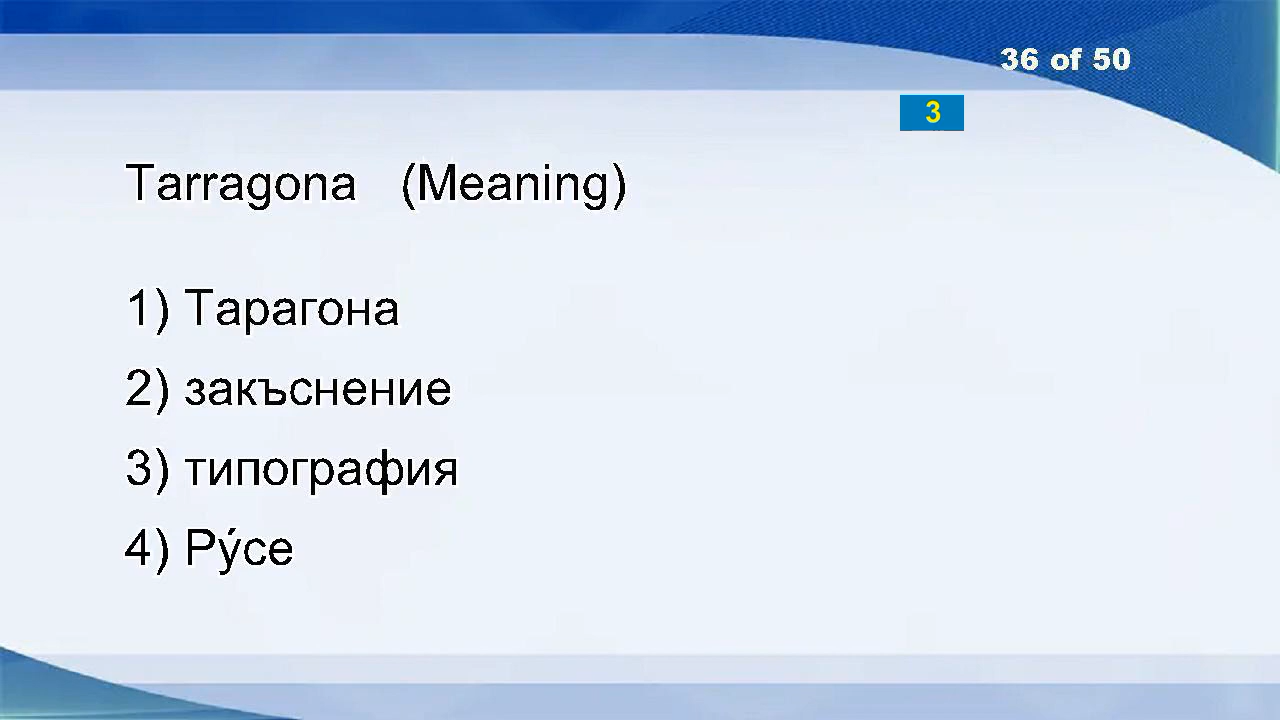 36 of 50
3
Tarragona (Meaning)
1) Тарагона
2) закъснение
3) типография
4) Ру́се